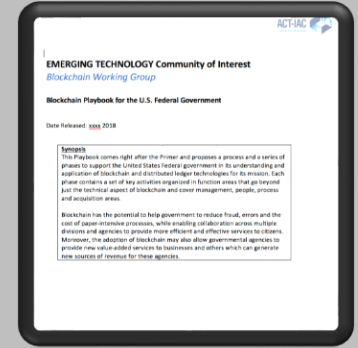 ACT-IAC
EMERGING TECHNOLOGY Community of Interest
Blockchain Working Group
Blockchain Playbook for the U.S. Federal Government
Date Released: xxxx 2018
Synopsis
This Playbook comes right after the Primer and proposes a process and a series of
phases to support the United States Federal government in its understanding and
application of blockchain and distributed ledger technologies for its mission. Each
phase contains a set of key activities organized in function areas that go beyond
just the technical aspect of blockchain and cover management, people, process
and acquisition areas.
Blockchain has the potential to help government to reduce fraud, errors and the
cost of paper-intensive processes, while enabling collaboration across multiple
divisions and agencies to provide more efficient and effective services to citizens.
Moreover, the adoption of blockchain may also allow governmental agencies to
provide new value-added services to businesses and others which can generate
new sources of revenue for these agencies.